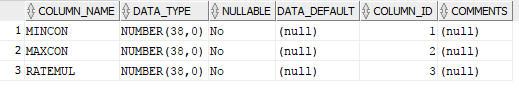 COLUMN_NAME DATA_TYPE NULLABLE DATA_DEFAULT COLUMN_ID COMMENTS
1 MINCON NUMBER(38,0) No (null) 1 (null)
2 MAXCON NUMBER(38,0) No (null) 2 (null)
3 RATEMUL NUMBER(38,0) No (null) 3 (null)